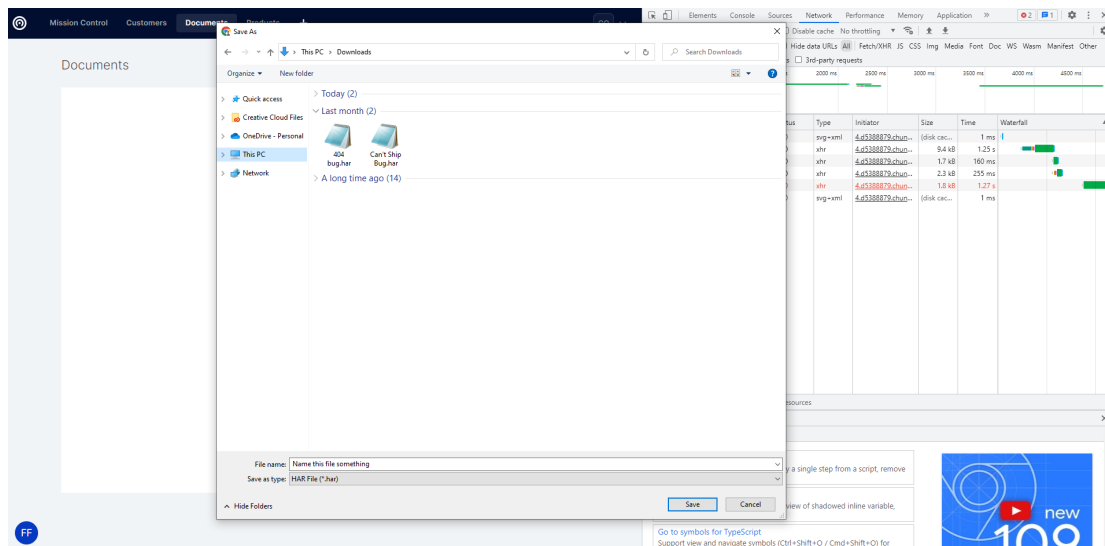 Mission Control Customers Documents Products
Documents
FF
Save As
This PC > Downloads
Search Downloads
Organize New folder
Quick access
Creative Cloud Files
OneDrive - Personal
This PC
Network
Today (2)
Last month (2)
404 bug.har
Can't Ship Bug.har
A long time ago (14)
File name: Name this file something
Save as type: HAR File (*.har)
Hide Folders
Save Cancel
Elements Console Sources Network Performance Memory Application » 2 1
Disable cache No throttling
Hide data URLs All Fetch/XHR JS CSS Img Media Font Doc WS Wasm Manifest Other
3rd-party requests
2000 ms 2500 ms 3000 ms 3500 ms 4000 ms 4500 ms
Type Initiator Size Time Waterfall
svg+xml 4.d5388879.chun... (disk cac... 1 ms
xhr 4.d5388879.chun... 9.4 kB 1.25 s
xhr 4.d5388879.chun... 1.7 kB 160 ms
xhr 4.d5388879.chun... 2.3 kB 255 ms
xhr 4.d5388879.chun... 1.8 kB 1.27 s
svg+xml 4.d5388879.chun... (disk cac... 1 ms
esources
y a single step from a script, remove
view of shadowed inline variable,
Go to symbols for TypeScript
Support view and navigate symbols (Ctrl+Shift+O / Cmd+Shift+O) for
new
108